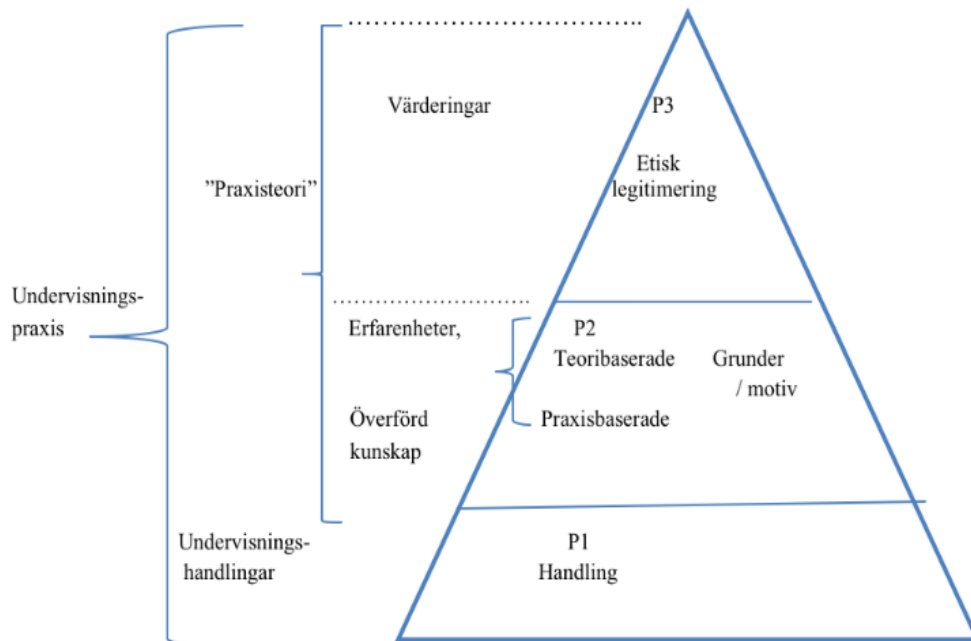 Värderingar
P3
Etisk
legitimering
”Praxisteori”
Undervisnings-
praxis
Erfarenheter,
P2
Teoribaserade
Grunder
/ motiv
Överförd
kunskap
Praxisbaserade
Undervisnings-
handlingar
P1
Handling